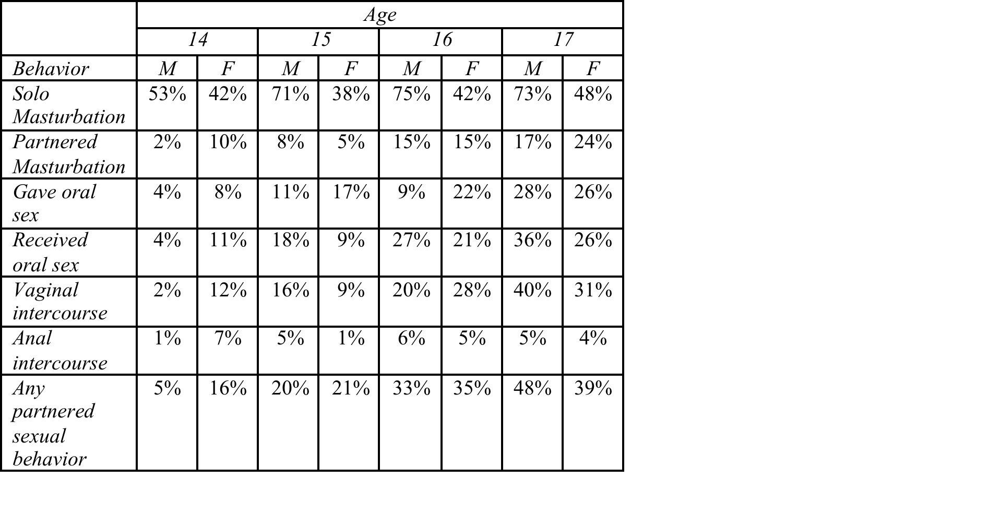 Age
14 15 16 17
Behavior M F M F M F M F
Solo 53% 42% 71% 38% 75% 42% 73% 48%
Masturbation
Partnered 2% 10% 8% 5% 15% 15% 17% 24%
Masturbation
Gave oral 4% 8% 11% 17% 9% 22% 28% 26%
sex
Received 4% 11% 18% 9% 27% 21% 36% 26%
oral sex
Vaginal 2% 12% 16% 9% 20% 28% 40% 31%
intercourse
Anal 1% 7% 5% 1% 6% 5% 5% 4%
intercourse
Any 5% 16% 20% 21% 33% 35% 48% 39%
partnered
sexual
behavior